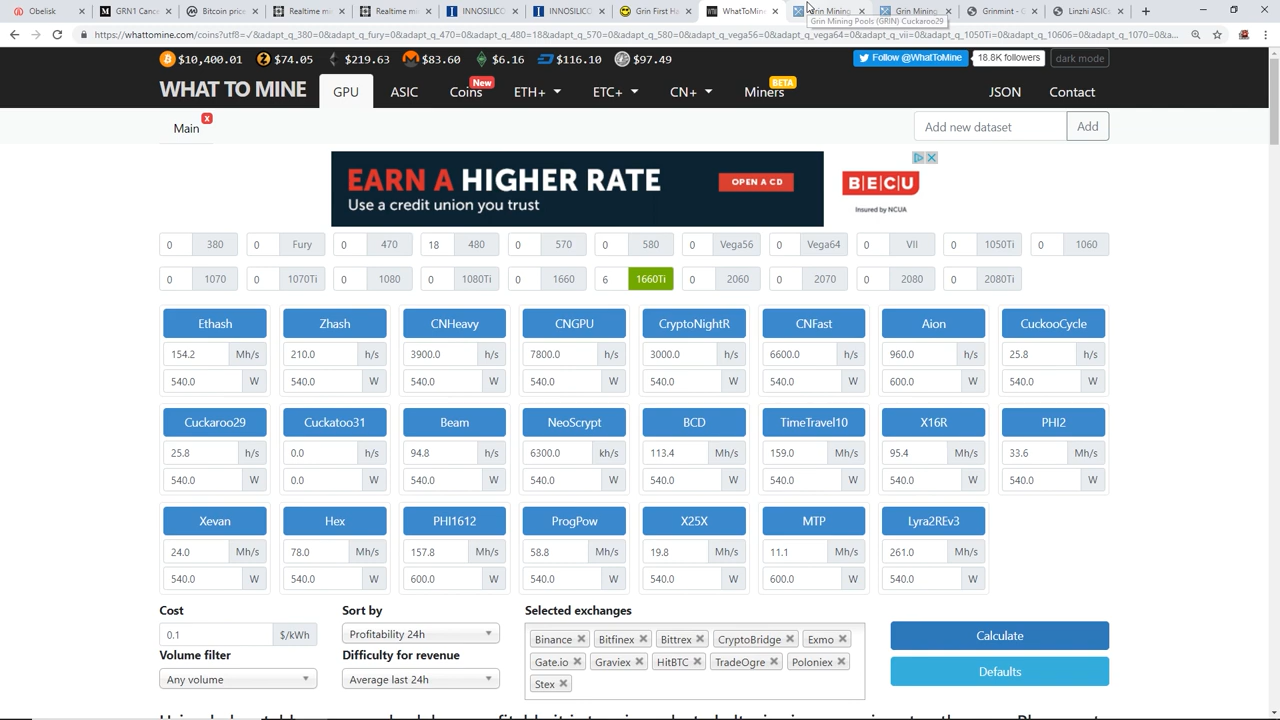 Obelisk
GRN1 Compact
Bitcoin price
Realtime mi
Realtime mi
INNOSILICO
INNOSILICO
Grin First Ha
WhatToMine
Grin Mining
Grin Mining
Grinmint - G
Linzhi ASICs
Grin Mining Pools (GRIN) Cuckaroo29
$10,498.01 $74.25 $219.63 $83.60 $6.16 $116.10 $97.49
Follow @WhatToMine 18.8K followers dark mode
WHAT TO MINE GPU ASIC Coins New ETH+ ETC+ CN+ Miners BETA JSON Contact
Main x Add new dataset Add
EARN A HIGHER RATE OPEN A CD BECU
Use a credit union you trust Insured by NCUA
0 380 0 Fury 0 470 18 480 0 570 0 580 0 Vega56 0 Vega64 0 VII 0 1050Ti 0 1060
0 1070 0 1070Ti 0 1080 0 1080Ti 0 1660 6 1660Ti 0 2060 0 2070 0 2080 0 2080Ti
Ethash Zhash CNHeavy CNGPU CryptoNightR CNFast Aion CuckooCycle
154.2 Mh/s 210.0 h/s 3900.0 h/s 7800.0 h/s 3000.0 h/s 6600.0 h/s 960.0 h/s 25.8 h/s
540.0 W 540.0 W 540.0 W 540.0 W 540.0 W 540.0 W 600.0 W 540.0 W
Cuckaroo29 Cuckatoo31 Beam NeoScrypt BCD TimeTravel10 X16R PHI2
25.8 h/s 0.0 h/s 94.8 h/s 6300.0 kh/s 113.4 Mh/s 159.0 Mh/s 95.4 Mh/s 33.6 Mh/s
540.0 W 0.0 W 540.0 W 540.0 W 540.0 W 540.0 W 540.0 W 540.0 W
Xevan Hex PHI1612 ProgPow X25X MTP Lyra2REv3
24.0 Mh/s 78.0 Mh/s 157.8 Mh/s 58.8 Mh/s 19.8 Mh/s 11.1 Mh/s 261.0 Mh/s
540.0 W 540.0 W 600.0 W 540.0 W 540.0 W 600.0 W 540.0 W
Cost Sort by Selected exchanges
0.1 $/kWh Profitability 24h Binance Bitfinex Bittrex CryptoBridge Exmo Calculate
Volume filter Difficulty for revenue Gate.io Graviex HitBTC TradeOgre Poloniex Defaults
Any volume Average last 24h Stex